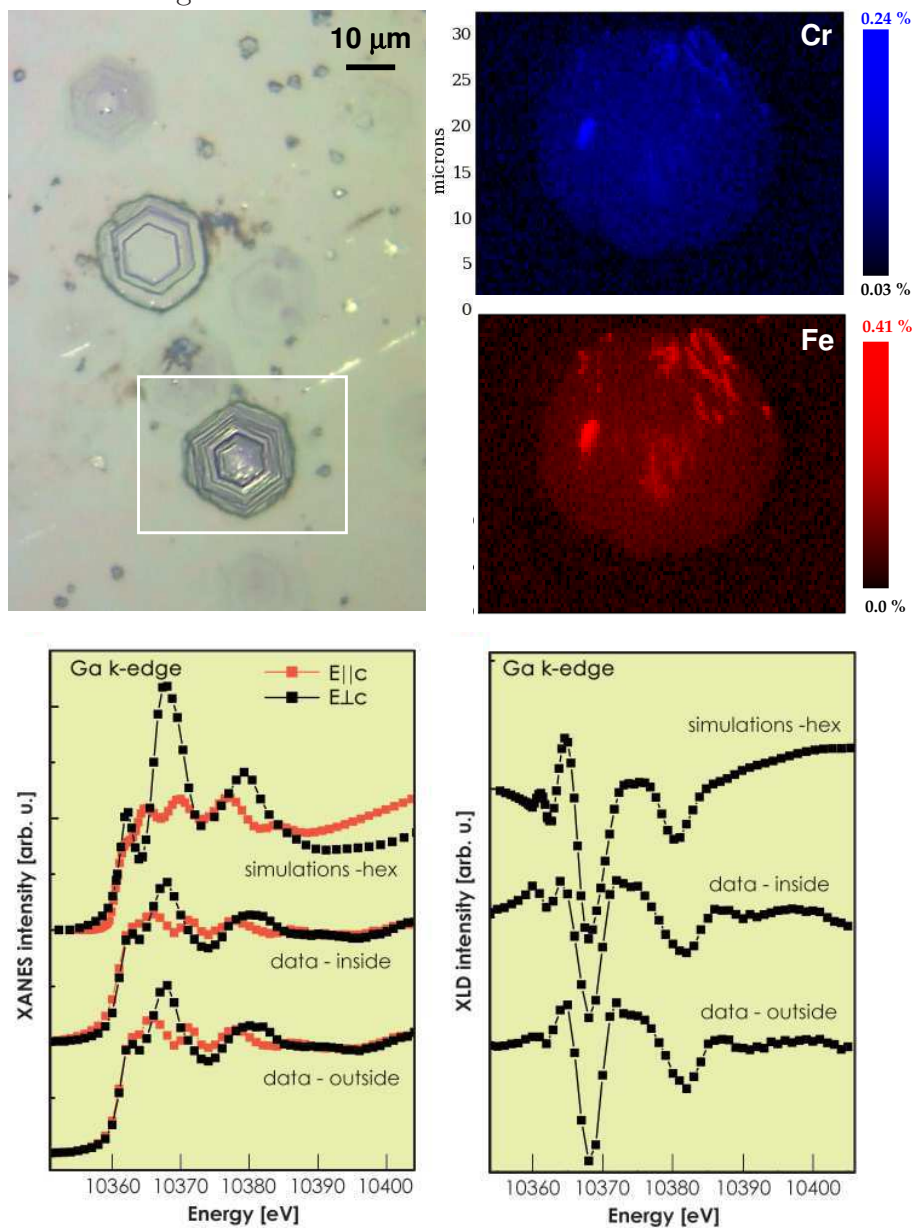 10 μm
Cr
0.24 %
30
25
20
15
10
5
0
microns
0.03 %
Fe
0.41 %
0.0 %
Ga k-edge
E||c
E⊥c
simulations -hex
data - inside
data - outside
XANES intensity [arb. u.]
10360 10370 10380 10390 10400
Energy [eV]
Ga k-edge
simulations -hex
data - inside
data - outside
XLD intensity [arb. u.]
10360 10370 10380 10390 10400
Energy [eV]